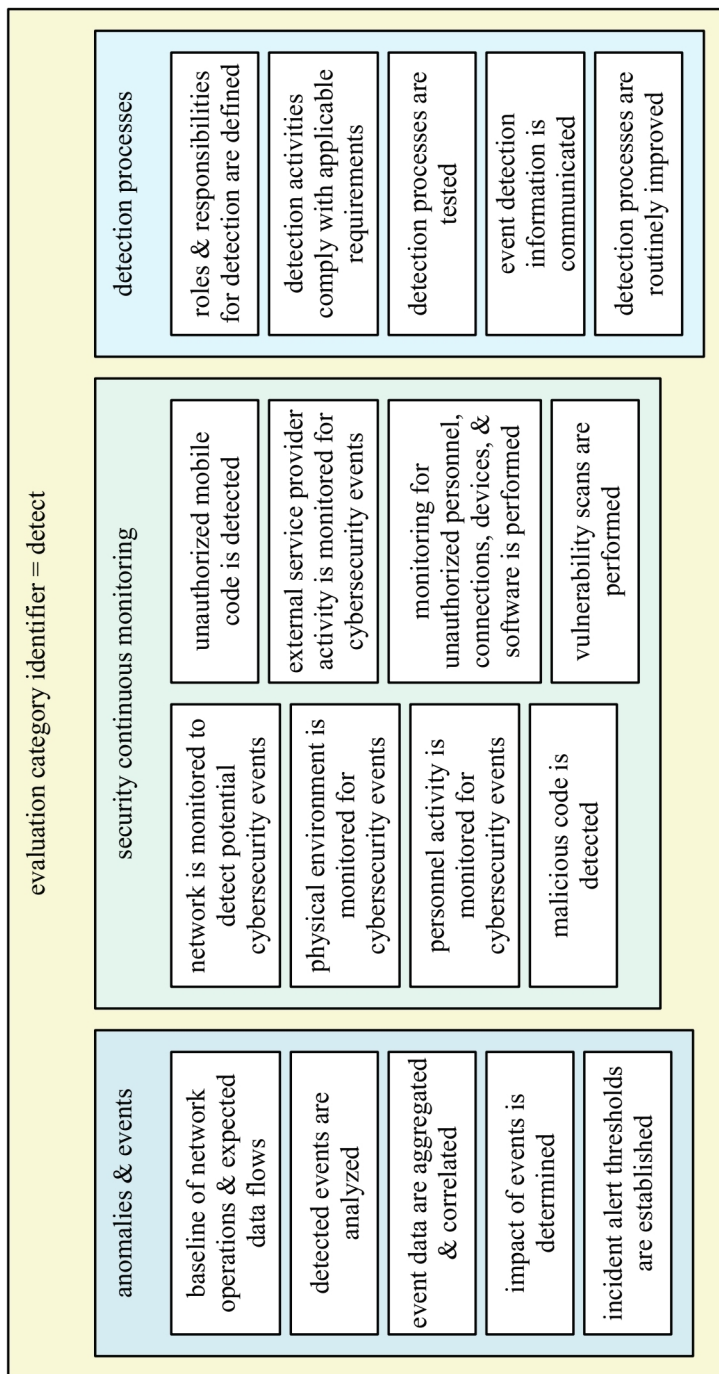 evaluation category identifier = detect
anomalies & events
baseline of network
operations & expected
data flows
detected events are
analyzed
event data are aggregated
& correlated
impact of events is
determined
incident alert thresholds
are established
security continuous monitoring
network is monitored to
detect potential
cybersecurity events
physical environment is
monitored for
cybersecurity events
personnel activity is
monitored for
cybersecurity events
malicious code is
detected
unauthorized mobile
code is detected
external service provider
activity is monitored for
cybersecurity events
monitoring for
unauthorized personnel,
connections, devices, &
software is performed
vulnerability scans are
performed
detection processes
roles & responsibilities
for detection are defined
detection activities
comply with applicable
requirements
detection processes are
tested
event detection
information is
communicated
detection processes are
routinely improved